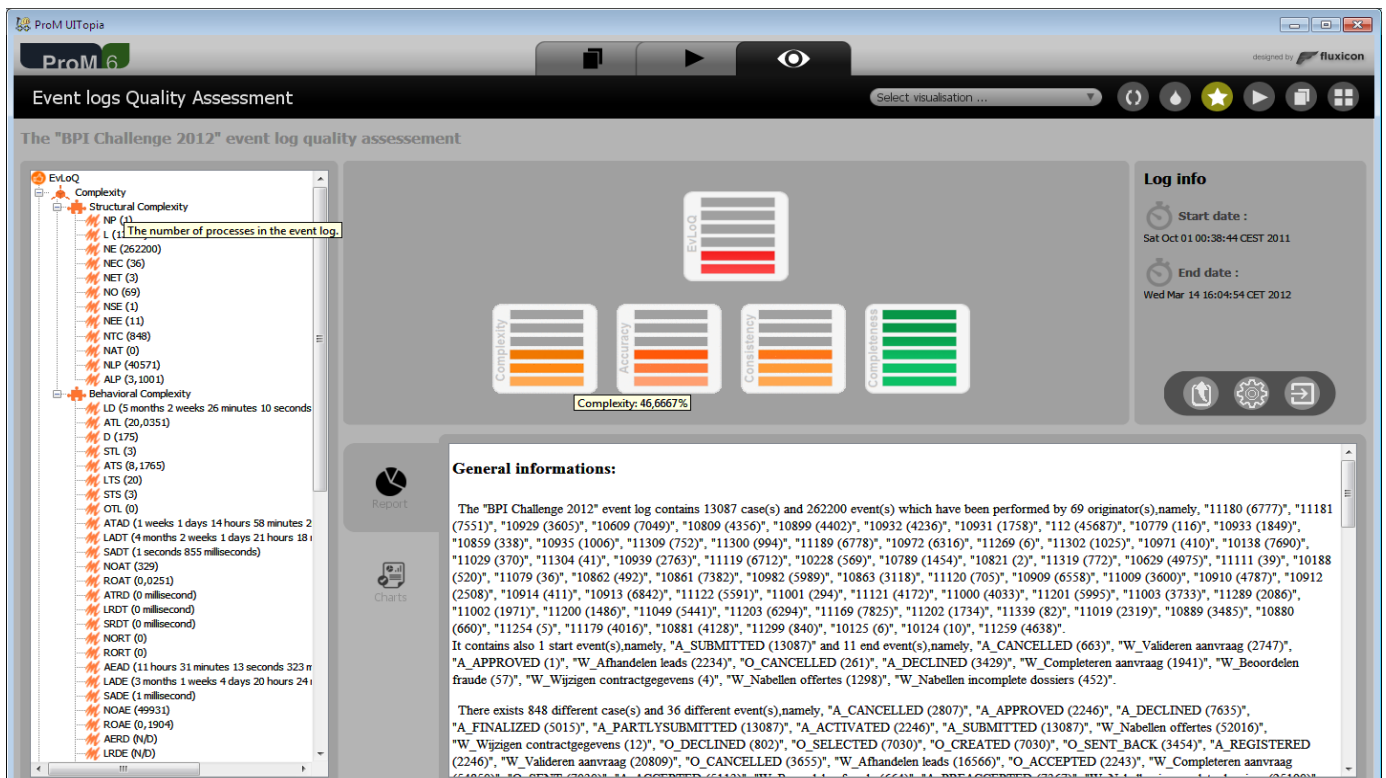 ProM UITopia
ProM 6
designed by fluxicon
Event logs Quality Assessment
Select visualisation ...
The "BPI Challenge 2012" event log quality assessement
EvLoQ
Complexity
Structural Complexity
NP (1)
The number of processes in the event log.
L (1
NE (262200)
NEC (36)
NET (3)
NO (69)
NSE (1)
NEE (11)
NTC (848)
NAT (0)
NLP (40571)
ALP (3,1001)
Behavioral Complexity
LD (5 months 2 weeks 26 minutes 10 seconds
ATL (20,0351)
D (175)
STL (3)
ATS (8,1765)
LTS (20)
STS (3)
OTL (0)
ATAD (1 weeks 1 days 14 hours 58 minutes 2
LADT (4 months 2 weeks 1 days 21 hours 18
SADT (1 seconds 855 milliseconds)
NOAT (329)
ROAT (0,0251)
ATRD (0 millisecond)
LRDT (0 millisecond)
SRDT (0 millisecond)
NORT (0)
RORT (0)
AEAD (11 hours 31 minutes 13 seconds 323 m
LADE (3 months 1 weeks 4 days 20 hours 24
SADE (1 millisecond)
NOAE (49931)
ROAE (0,1904)
AERD (N/D)
LRDE (N/D)
EvLoQ
Complexity
Accuracy
Consistency
Completeness
Complexity: 46,6667%
Log info
Start date :
Sat Oct 01 00:38:44 CEST 2011
End date :
Wed Mar 14 16:04:54 CET 2012
Report
Charts
General informations:
The "BPI Challenge 2012" event log contains 13087 case(s) and 262200 event(s) which have been performed by 69 originator(s),namely, "11180 (6777)", "11181
(7551)", "10929 (3605)", "10609 (7049)", "10809 (4356)", "10899 (4402)", "10932 (4236)", "10931 (1758)", "112 (45687)", "10779 (116)", "10933 (1849)",
"10859 (338)", "10935 (1006)", "11309 (752)", "11300 (994)", "11189 (6778)", "10972 (6316)", "11269 (6)", "11302 (1025)", "10971 (410)", "10138 (7690)",
"11029 (370)", "11304 (41)", "10939 (2763)", "11119 (6712)", "10228 (569)", "10789 (1454)", "10821 (2)", "11319 (772)", "10629 (4975)", "11111 (39)", "10188
(520)", "11079 (36)", "10862 (492)", "10861 (7382)", "10982 (5989)", "10863 (3118)", "11120 (705)", "10909 (6558)", "11009 (3600)", "10910 (4787)", "10912
(2508)", "10914 (411)", "10913 (6842)", "11122 (5591)", "11001 (294)", "11121 (4172)", "11000 (4033)", "11201 (5995)", "11003 (3733)", "11289 (2086)",
"11002 (1971)", "11200 (1486)", "11049 (5441)", "11203 (6294)", "11169 (7825)", "11202 (1734)", "11339 (82)", "11019 (2319)", "10889 (3485)", "10880
(660)", "11254 (5)", "11179 (4016)", "10881 (4128)", "11299 (840)", "10125 (6)", "10124 (10)", "11259 (4638)".
It contains also 1 start event(s),namely, "A_SUBMITTED (13087)" and 11 end event(s),namely, "A_CANCELLED (663)", "W_Valideren aanvraag (2747)",
"A_APPROVED (1)", "W_Afhandelen leads (2234)", "O_CANCELLED (261)", "A_DECLINED (3429)", "W_Completeren aanvraag (1941)", "W_Beoordelen
fraude (57)", "W_Wijzigen contractgegevens (4)", "W_Nabellen offertes (1298)", "W_Nabellen incomplete dossiers (452)".
There exists 848 different case(s) and 36 different event(s),namely, "A_CANCELLED (2807)", "A_APPROVED (2246)", "A_DECLINED (7635)",
"A_FINALIZED (5015)", "A_PARTLYSUBMITTED (13087)", "A_ACTIVATED (2246)", "A_SUBMITTED (13087)", "W_Nabellen offertes (52016)",
"W_Wijzigen contractgegevens (12)", "O_DECLINED (802)", "O_SELECTED (7030)", "O_CREATED (7030)", "O_SENT_BACK (3454)", "A_REGISTERED
(2246)", "W_Valideren aanvraag (20809)", "O_CANCELLED (3655)", "W_Afhandelen leads (16566)", "O_ACCEPTED (2243)", "W_Completeren aanvraag